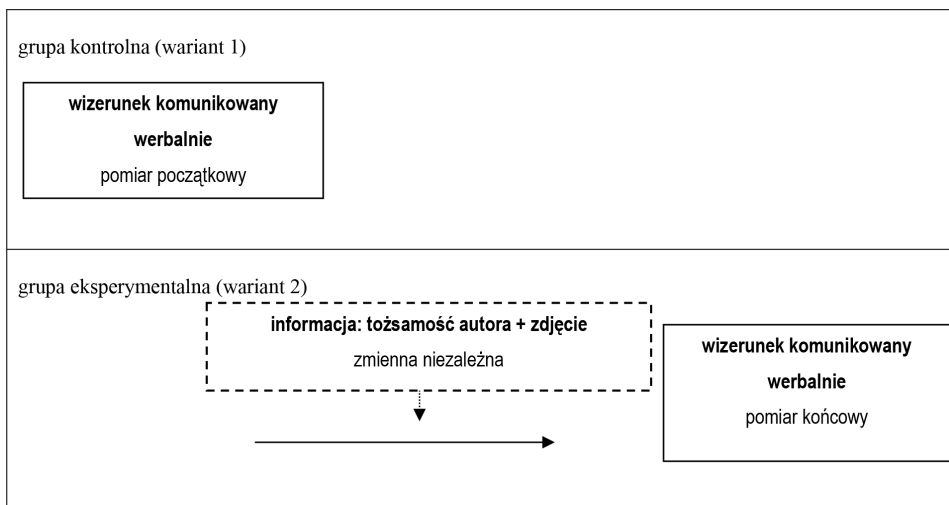 grupa kontrolna (wariant 1)
wizerunek komunikowany
werbalnie
pomiar początkowy
grupa eksperymentalna (wariant 2)
informacja: tożsamość autora + zdjęcie
zmienna niezależna
wizerunek komunikowany
werbalnie
pomiar końcowy